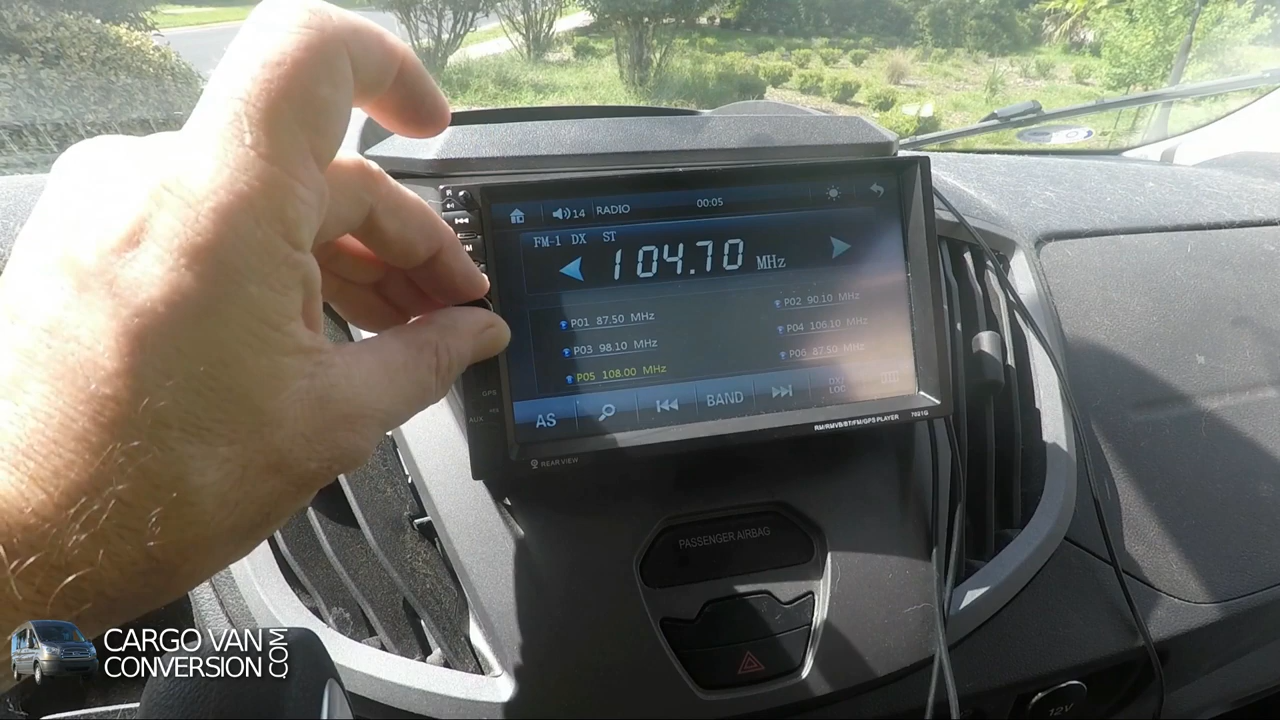 14 RADIO 00:05
FM-1 DX ST
104.70 MHz
P01 87.50 MHz
P02 90.10 MHz
P03 98.10 MHz
P04 106.10 MHz
P05 108.00 MHz
P06 87.50 MHz
AS
BAND
DX/
LOC
GPS
AUX
REAR VIEW
RM/RMVB/BT/FM/GPS PLAYER 7021G
PASSENGER AIRBAG
12V
CARGO VAN
CONVERSION
.COM